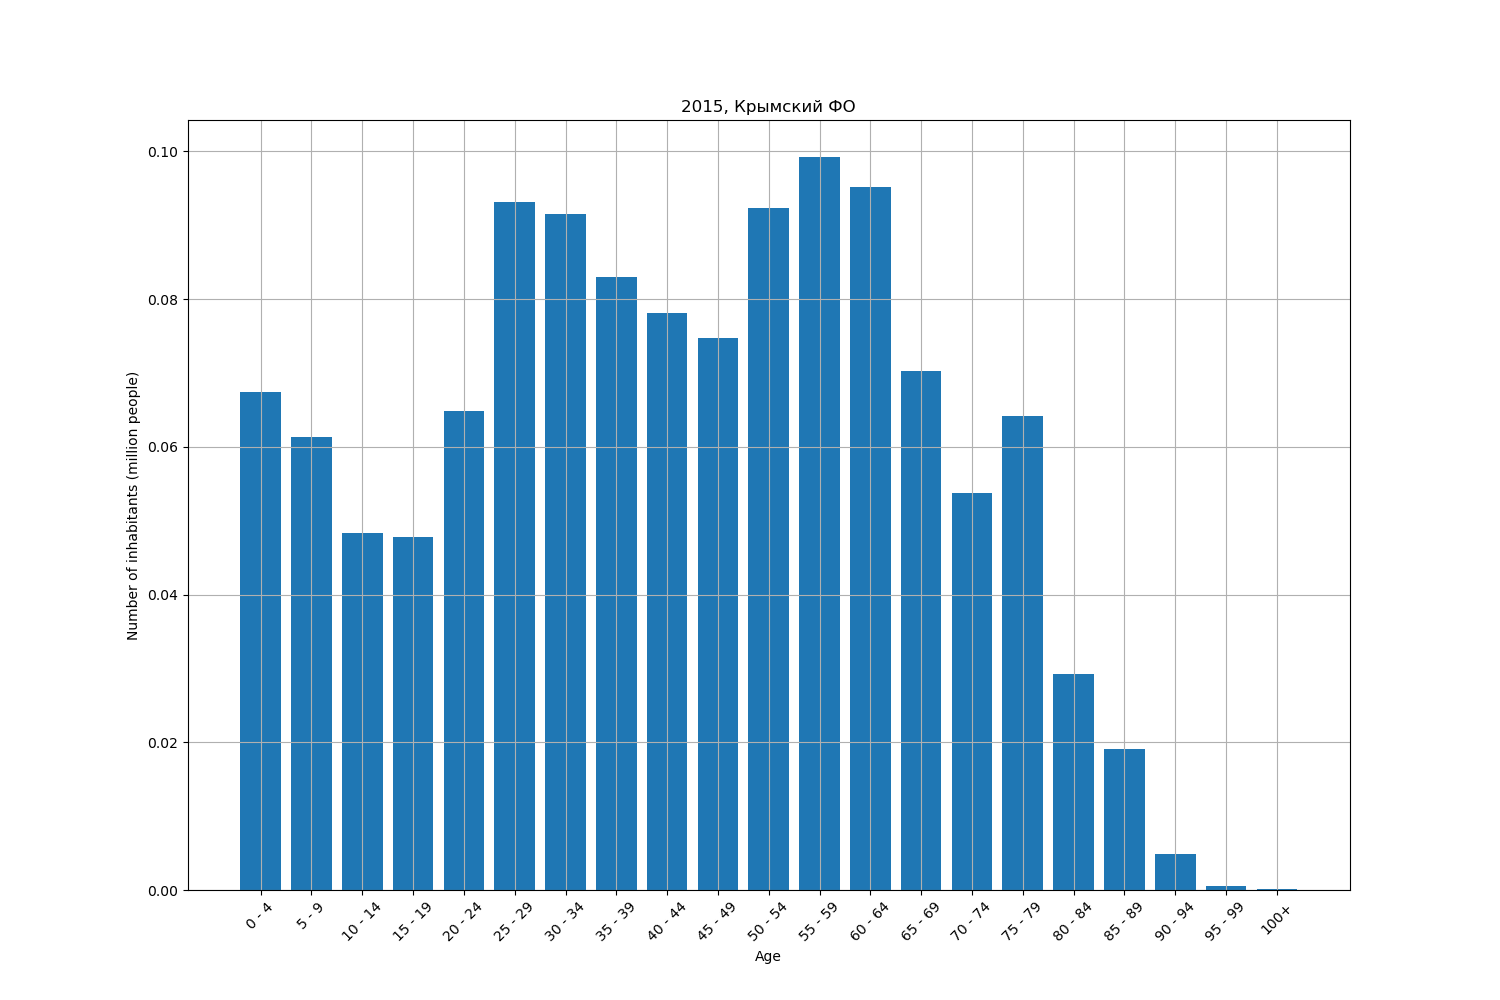 2015, Крымский ФО
Number of inhabitants (million people)
0.10
0.08
0.06
0.04
0.02
0.00
0 - 4
5 - 9
10 - 14
15 - 19
20 - 24
25 - 29
30 - 34
35 - 39
40 - 44
45 - 49
50 - 54
55 - 59
60 - 64
65 - 69
70 - 74
75 - 79
80 - 84
85 - 89
90 - 94
95 - 99
100+
Age